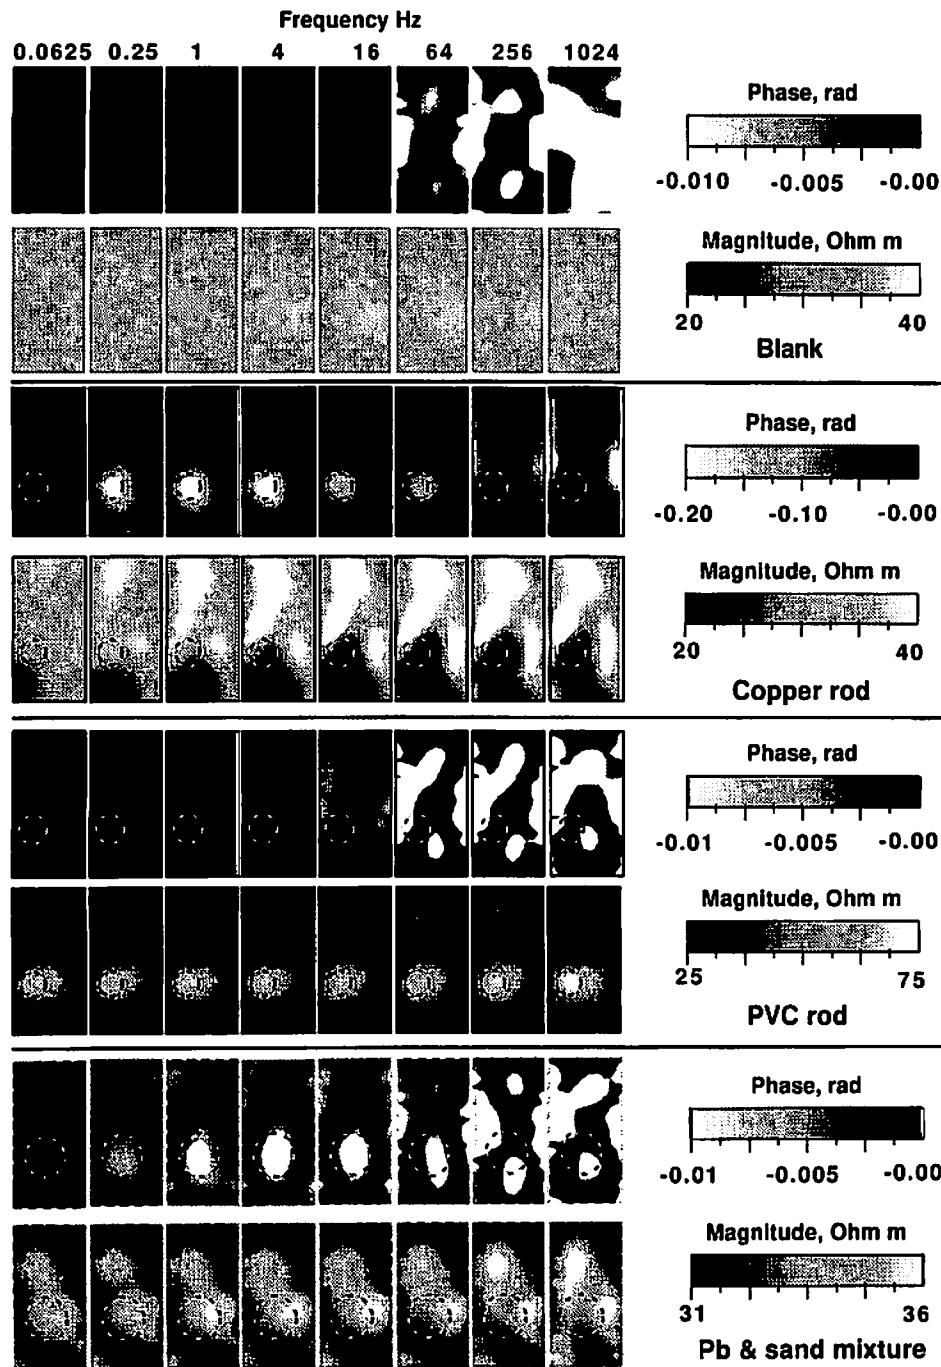 Frequency Hz
0.0625 0.25 1 4 16 64 256 1024
Phase, rad
-0.010 -0.005 -0.00
Magnitude, Ohm m
20 40
Blank
Phase, rad
-0.20 -0.10 -0.00
Magnitude, Ohm m
20 40
Copper rod
Phase, rad
-0.01 -0.005 -0.00
Magnitude, Ohm m
25 75
PVC rod
Phase, rad
-0.01 -0.005 -0.00
Magnitude, Ohm m
31 36
Pb & sand mixture